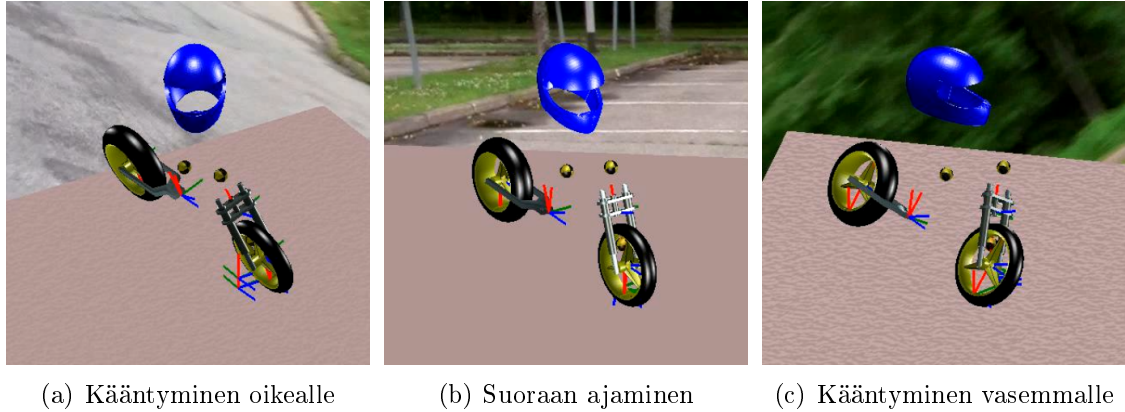 (a) Kääntyminen oikealle
(b) Suoraan ajaminen
(c) Kääntyminen vasemmalle